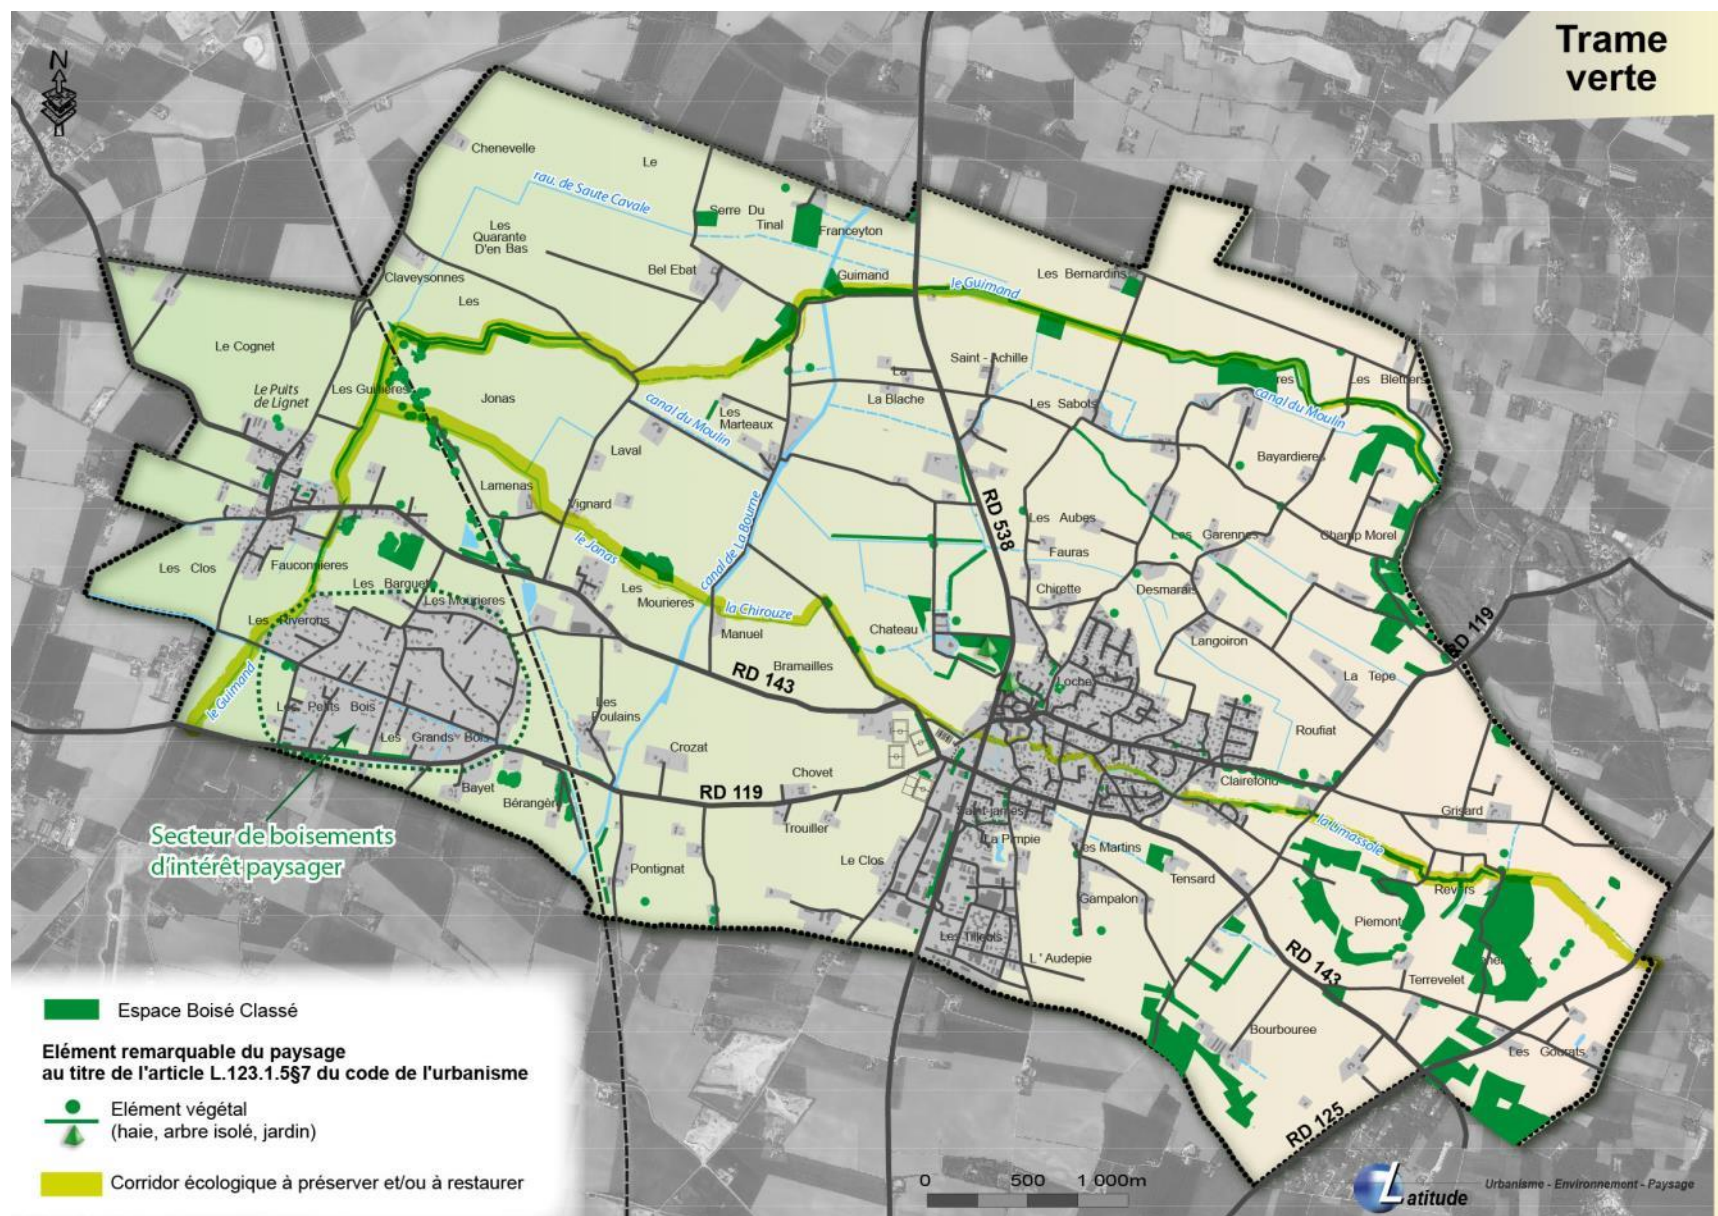 Trame
verte
N
Chenevelle
Le
rau. de Saute Cavale
Serre Du
Tinal
Franceyton
Les
Quarante
D'en Bas
Claveysonnes
Bel Ebat
Guimand
Les Bernardins
le Guimand
Les
Le Cognet
Saint - Achille
La
Les Guilleres
Le Puits
de Lignet
Jonas
La Blache
Les Blethers
res
canal du Moulin
Les Sabots
canal du Moulin
Les
Marteaux
Laval
Bayardieres
Lamenas
Vignard
RD 538
Les Aubes
Les Garennes
Champ Morel
canal de La Bourne
le Jonas
Fauras
Les Clos
Fauconnieres
Les Barguets
Les Mourieres
Les
Mourieres
Chirette
Desmarais
la Chirouze
Les Riverons
Manuel
Chateau
Langoiron
RD 119
Bramailles
RD 143
La Tepe
Loches
le Guimand
Les Petits Bois
Les
Poulains
Roufiat
Les Grands Bois
Crozat
Chovet
Clairefond
Bayet
RD 119
Bérangère
Saint-james
Grisard
Trouiller
la Limassole
Secteur de boisements
d'intérêt paysager
La Pimpie
Les Martins
Le Clos
Pontignat
Tensard
Revers
Gampalon
Piemont
Les Tilleuls
L ' Audepie
RD 143
Terrevelet
Bourbouree
Les Gourats
RD 125
Espace Boisé Classé
Elément remarquable du paysage
au titre de l'article L.123.1.5§7 du code de l'urbanisme
Elément végétal
(haie, arbre isolé, jardin)
Corridor écologique à préserver et/ou à restaurer
0 500 1 000m
Latitude
Urbanisme - Environnement - Paysage